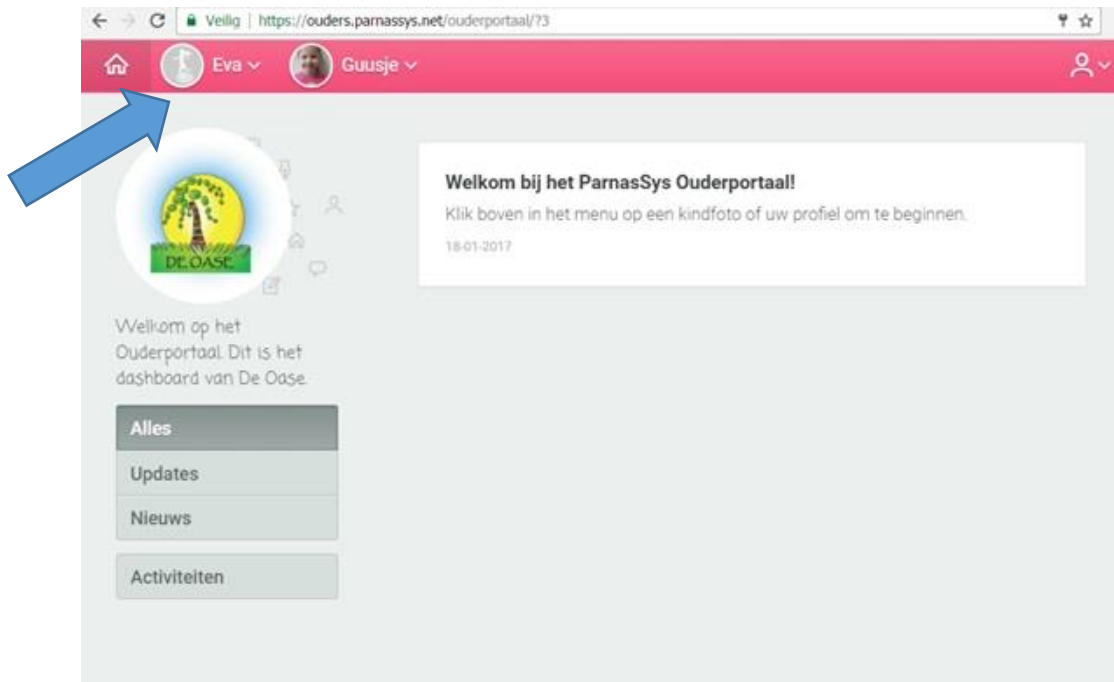 Veilig | https://ouders.parnassys.net/ouderportaal/?3
Eva Guusje
DE OASE
Welkom op het
Ouderportaal. Dit is het
dashboard van De Oase.
Alles
Updates
Nieuws
Activiteiten
Welkom bij het ParnasSys Ouderportaal!
Klik boven in het menu op een kindfoto of uw profiel om te beginnen.
18-01-2017